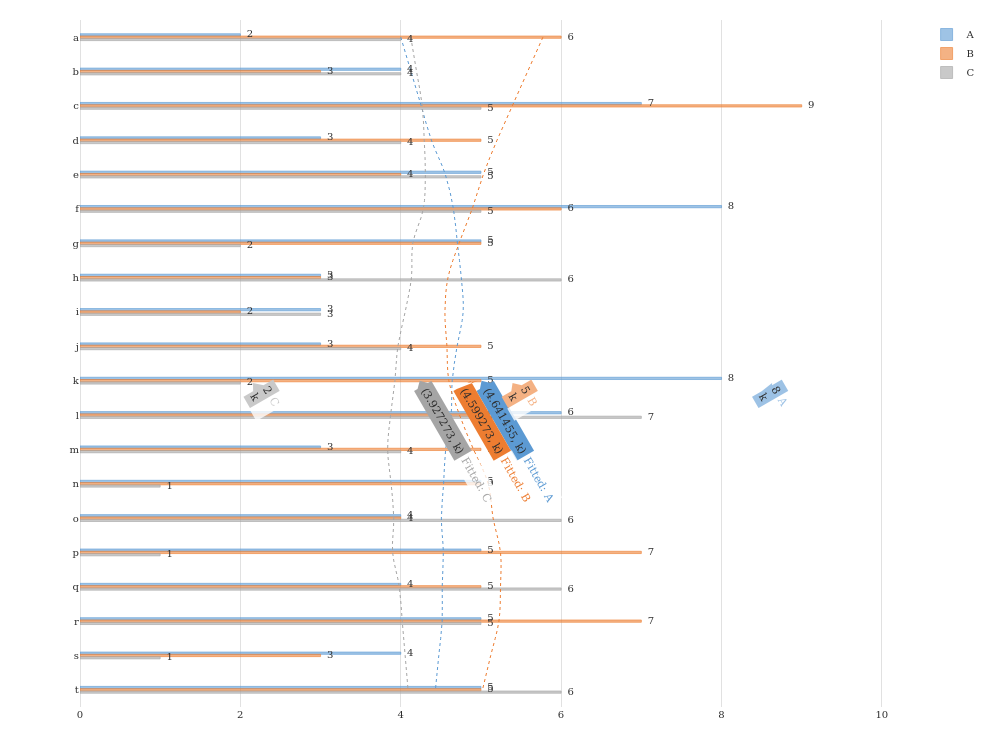 a 2 4 6
b 3 4 4
c 7 5 9
d 3 4 5
e 4 5 5
f 5 6 8
g 2 5 5
h 3 3 6
i 2 3 3
j 3 4 5
k 2 5 8
l 6 7
m 3 4
n 1 5
o 4 4 6
p 1 5 7
q 4 5 6
r 5 5 7
s 1 3 4
t 5 5 6
2
k
C
(3.927273, k)
Fitted: C
(4.599273, k)
Fitted: B
(4.641455, k)
Fitted: A
5
k
B
8
k
A
0 2 4 6 8 10
A
B
C